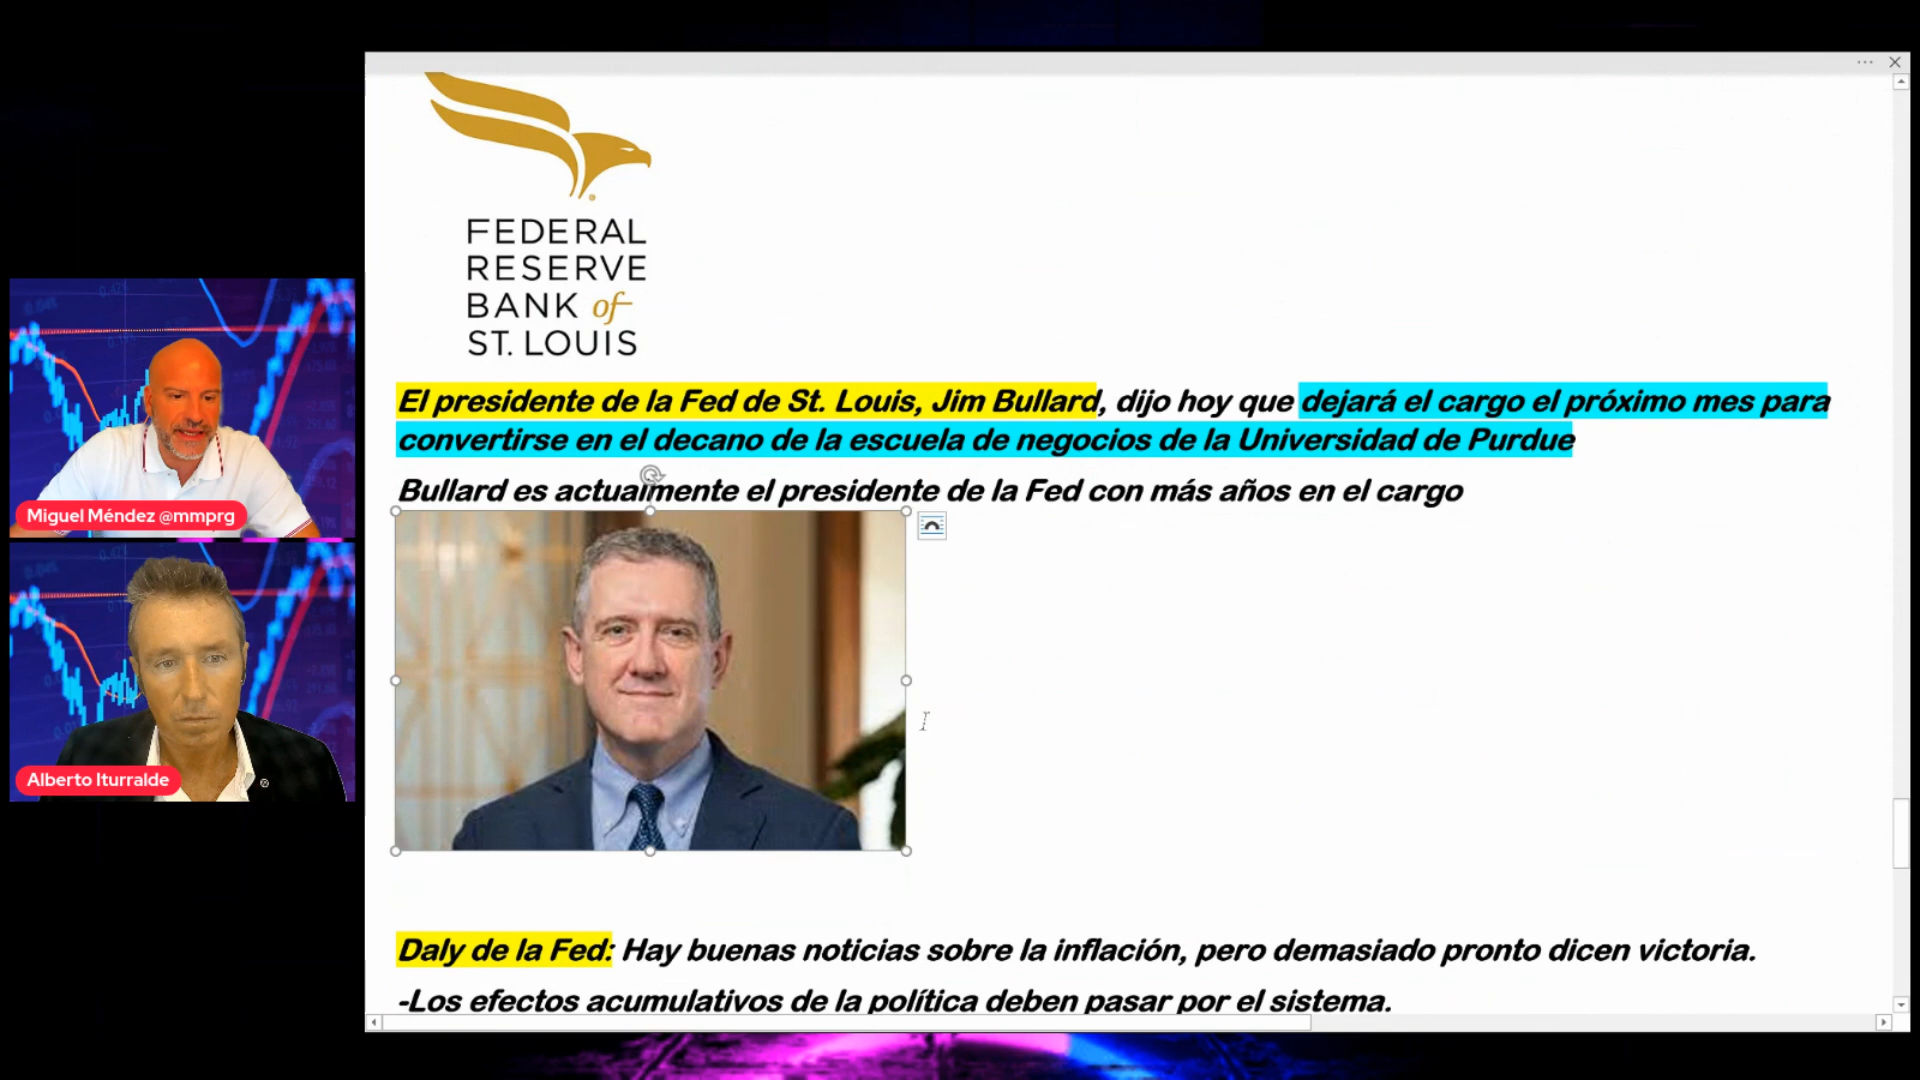 FEDERAL
RESERVE
BANK of
ST. LOUIS
El presidente de la Fed de St. Louis, Jim Bullard, dijo hoy que dejará el cargo el próximo mes para
convertirse en el decano de la escuela de negocios de la Universidad de Purdue
Bullard es actualmente el presidente de la Fed con más años en el cargo
Miguel Méndez @mmprg
Alberto Iturralde
Daly de la Fed: Hay buenas noticias sobre la inflación, pero demasiado pronto dicen victoria.
-Los efectos acumulativos de la política deben pasar por el sistema.